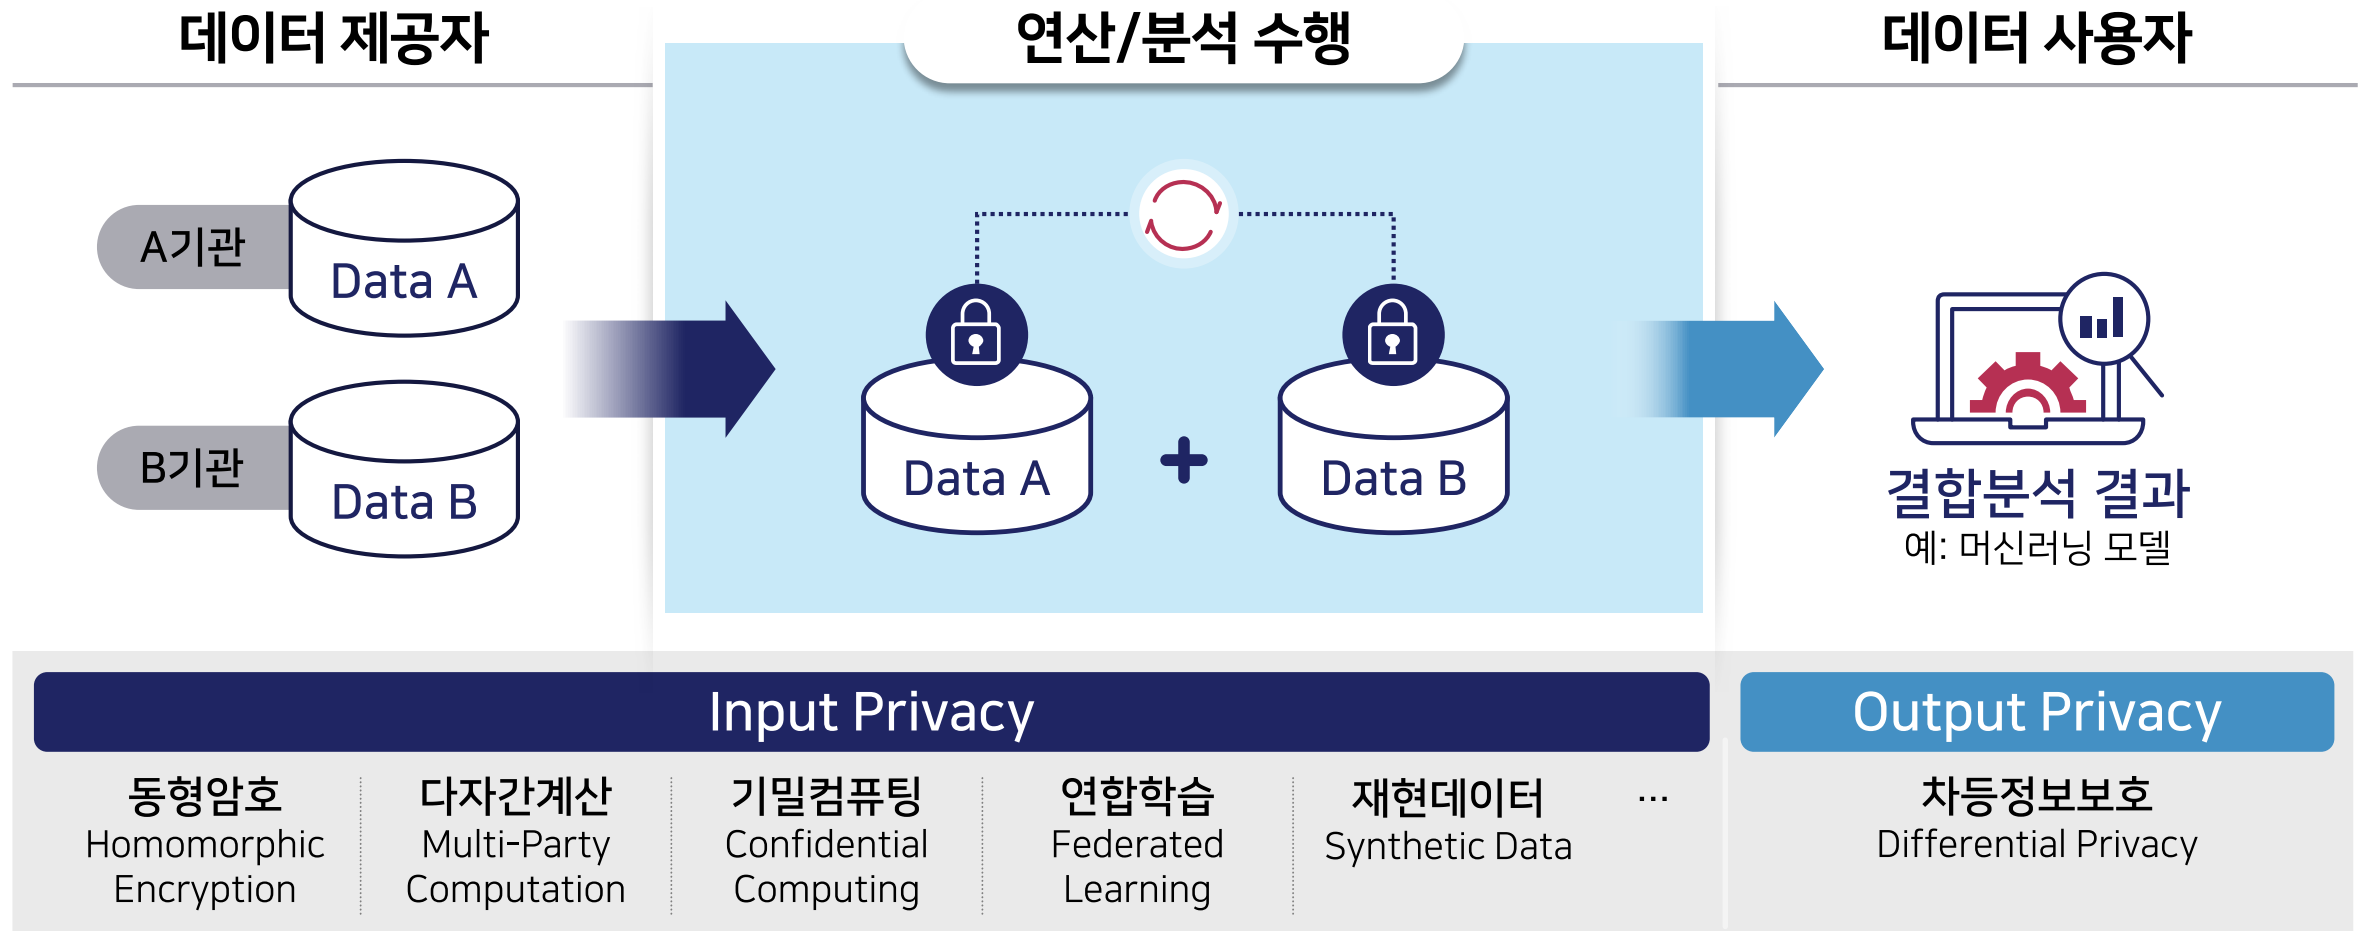 데이터 제공자
연산/분석 수행
데이터 사용자
A기관
Data A
B기관
Data B
Data A
+
Data B
결합분석 결과
예: 머신러닝 모델
Input Privacy
동형암호
Homomorphic
Encryption
다자간계산
Multi-Party
Computation
기밀컴퓨팅
Confidential
Computing
연합학습
Federated
Learning
재현데이터
Synthetic Data
...
Output Privacy
차등정보보호
Differential Privacy